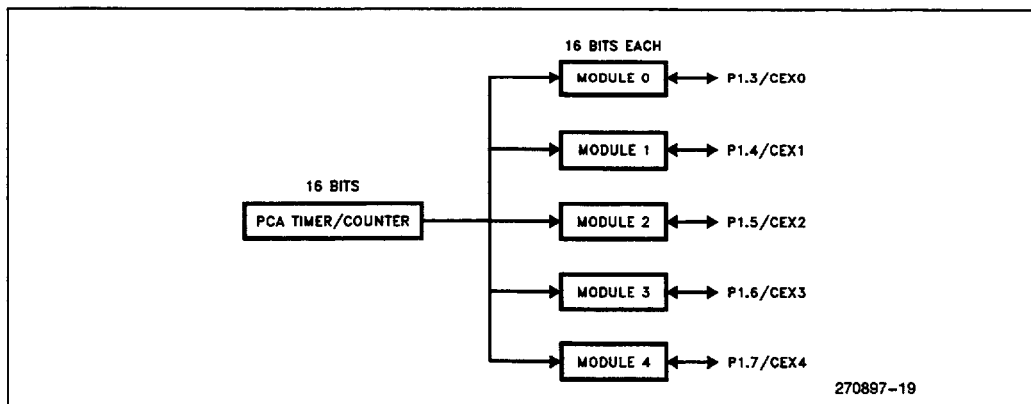 16 BITS EACH
MODULE 0
P1.3/CEX0
MODULE 1
P1.4/CEX1
16 BITS
PCA TIMER/COUNTER
MODULE 2
P1.5/CEX2
MODULE 3
P1.6/CEX3
MODULE 4
P1.7/CEX4
270897-19